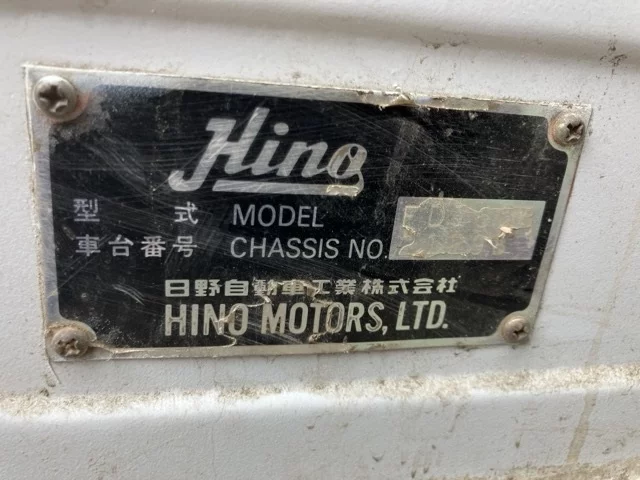 Hino
型 式 MODEL
車台番号 CHASSIS NO.
日野自動車工業株式会社
HINO MOTORS, LTD.